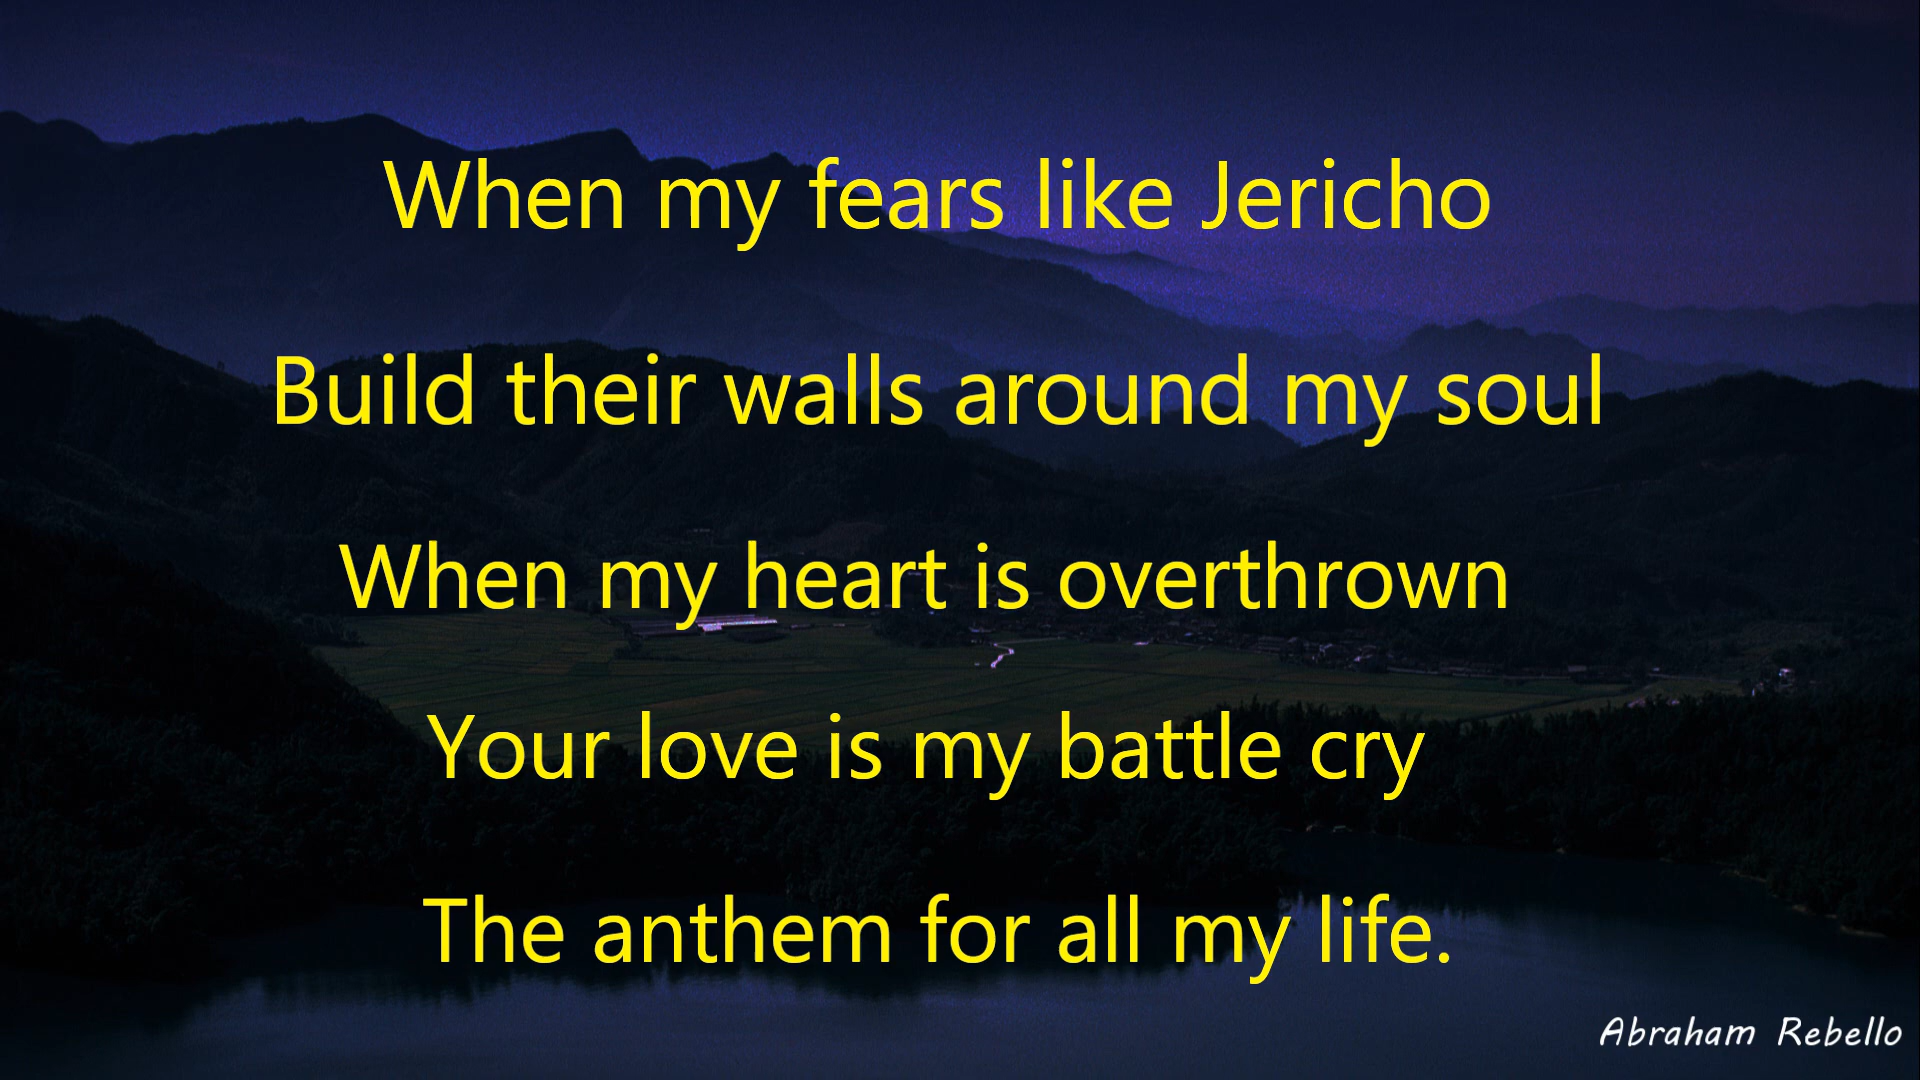 When my fears like Jericho
Build their walls around my soul
When my heart is overthrown
Your love is my battle cry
The anthem for all my life.
Abraham Rebello